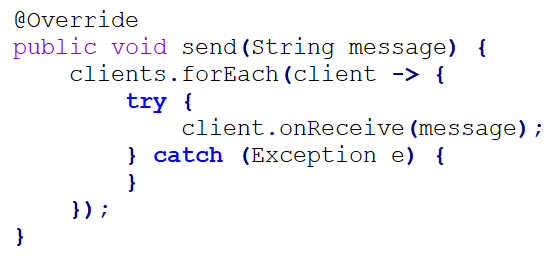 @Override
public void send(String message) {
    clients.forEach(client -> {
        try {
            client.onReceive(message);
        } catch (Exception e) {
        }
    });
}